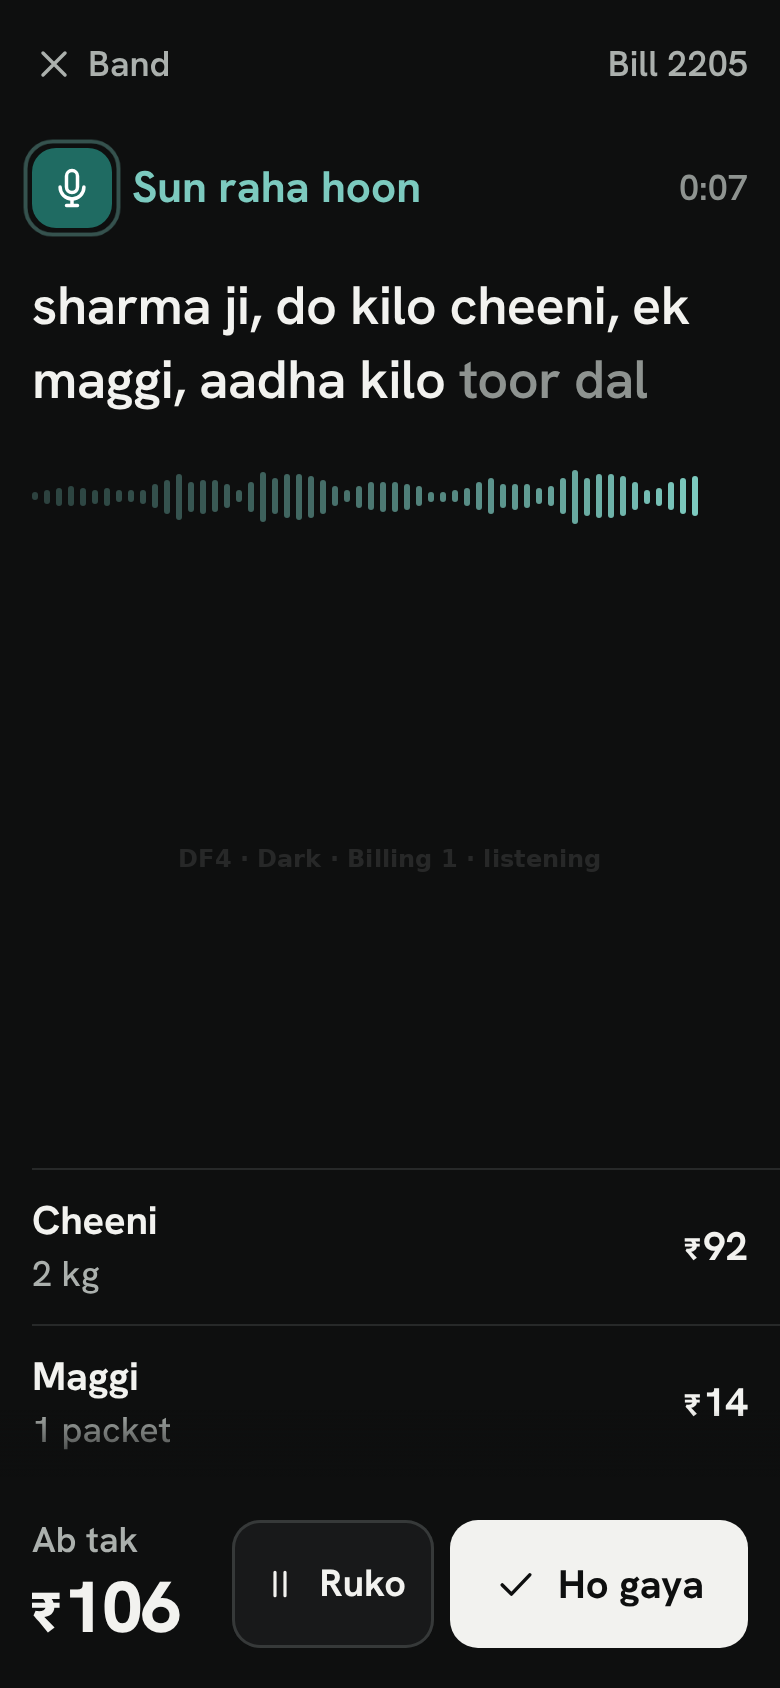 Band
Bill 2205
Sun raha hoon
0:07
sharma ji, do kilo cheeni, ek
maggi, aadha kilo toor dal
DF4 · Dark · Billing 1 · listening
Cheeni
2 kg
₹92
Maggi
1 packet
₹14
Ab tak
₹106
Ruko
Ho gaya